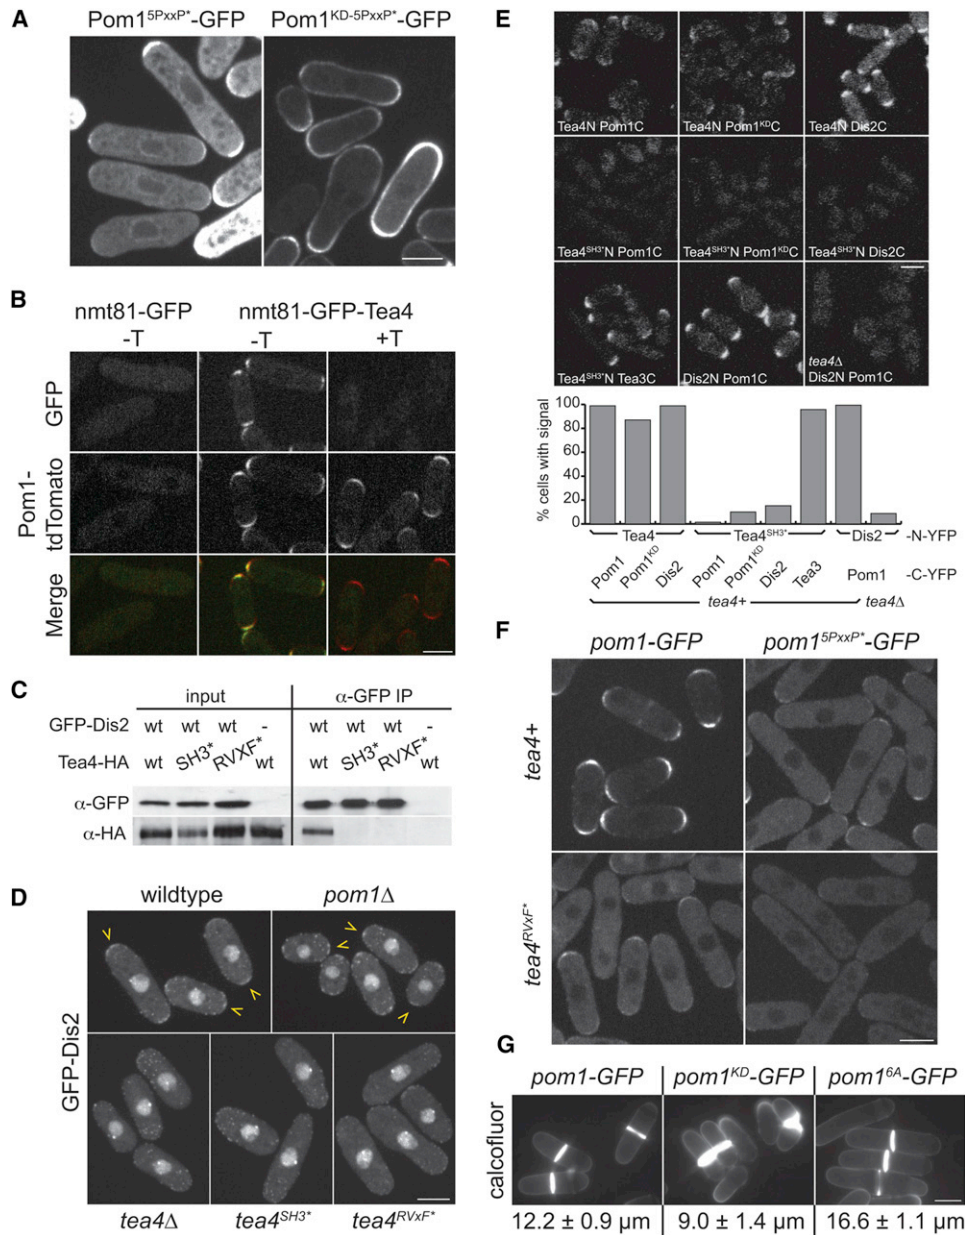 A
Pom1^5PxxP*-GFP Pom1^KD-5PxxP*-GFP
B
nmt81-GFP nmt81-GFP-Tea4
-T -T +T
GFP
Pom1-
tdTomato
Merge
C
input α-GFP IP
GFP-Dis2 wt wt wt - wt wt wt -
Tea4-HA wt SH3* RVXF* wt wt SH3* RVXF* wt
α-GFP
α-HA
D
wildtype pom1Δ
GFP-Dis2
tea4Δ tea4^SH3* tea4^RVxF*
E
Tea4N Pom1C Tea4N Pom1^KDC Tea4N Dis2C
Tea4^SH3*N Pom1C Tea4^SH3*N Pom1^KDC Tea4^SH3*N Dis2C
Tea4^SH3*N Tea3C Dis2N Pom1C tea4Δ
Dis2N Pom1C
% cells with signal
100
80
60
40
20
0
Tea4 Tea4^SH3* Dis2 -N-YFP
Pom1 Pom1^KD Dis2 Pom1 Pom1^KD Dis2 Tea3 Pom1 -C-YFP
tea4+ tea4Δ
F
pom1-GFP pom1^5PxxP*-GFP
tea4+
tea4^RVxF*
G
pom1-GFP pom1^KD-GFP pom1^6A-GFP
calcofluor
12.2 ± 0.9 µm 9.0 ± 1.4 µm 16.6 ± 1.1 µm